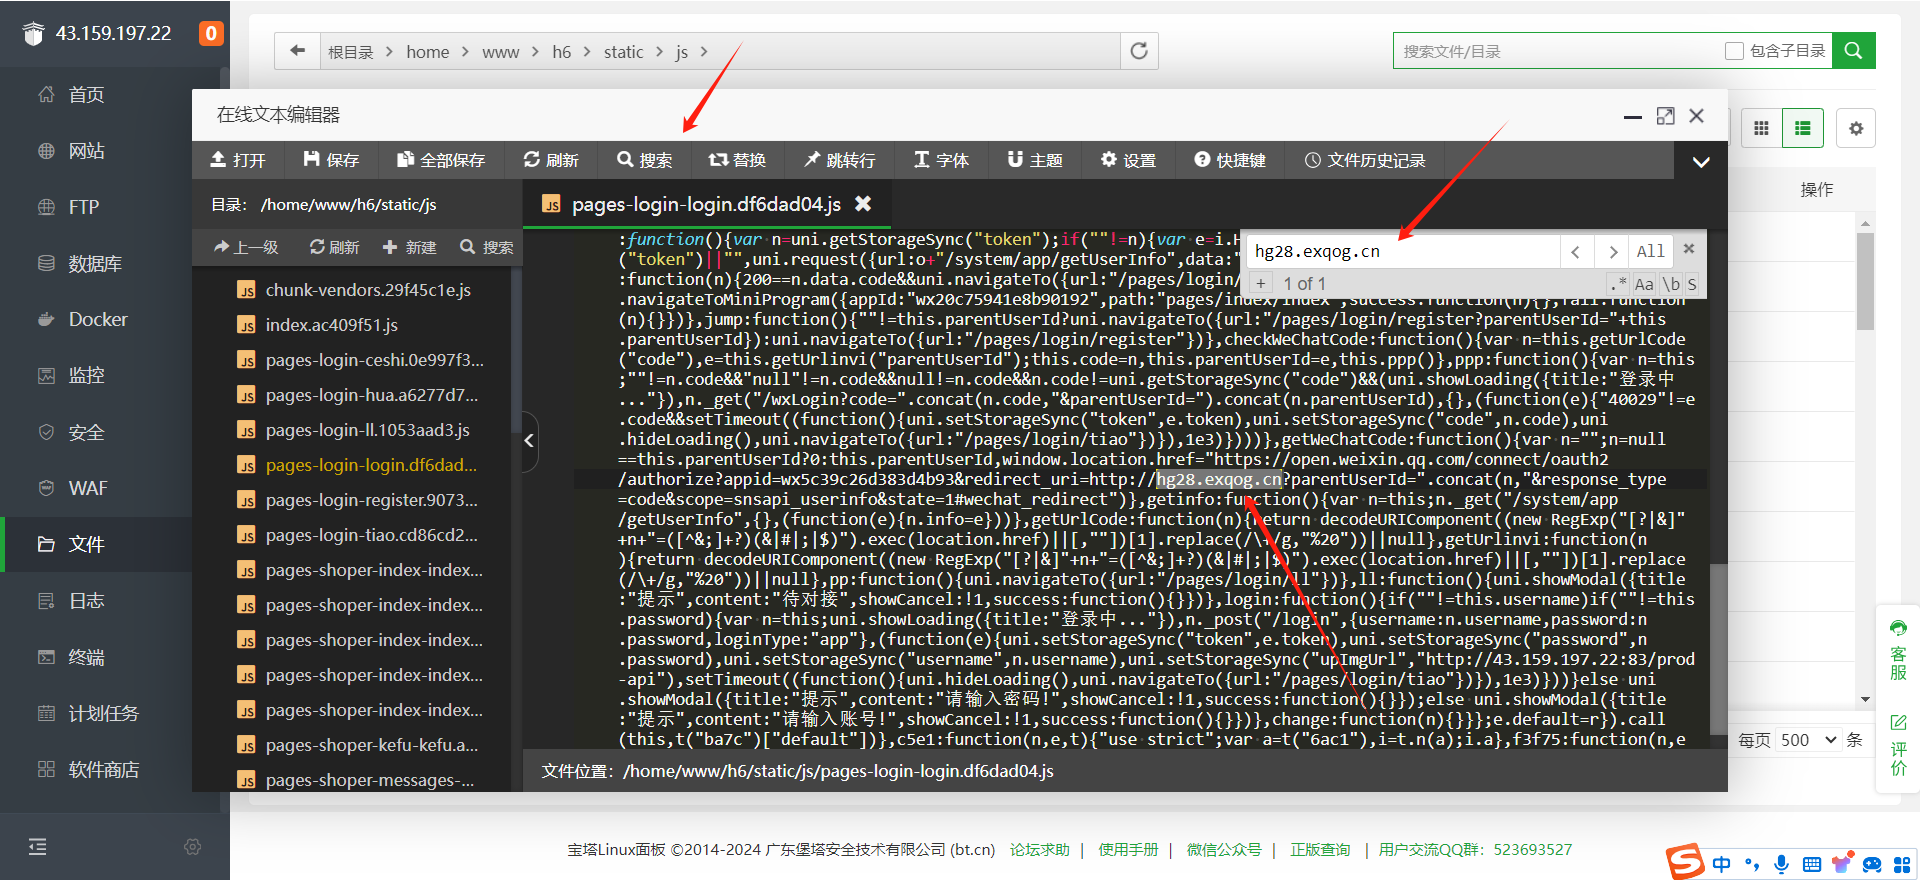 43.159.197.22
0
首页
网站
FTP
数据库
Docker
监控
安全
WAF
文件
日志
终端
计划任务
软件商店
根目录 > home > www > h6 > static > js >
搜索文件/目录
包含子目录
操作
在线文本编辑器
打开 保存 全部保存 刷新 搜索 替换 跳转行 字体 主题 设置 快捷键 文件历史记录
目录: /home/www/h6/static/js
上一级 刷新 新建 搜索
JS chunk-vendors.29f45c1e.js
JS index.ac409f51.js
JS pages-login-ceshi.0e997f3...
JS pages-login-hua.a6277d7...
JS pages-login-ll.1053aad3.js
JS pages-login-login.df6dad...
JS pages-login-register.9073...
JS pages-login-tiao.cd86cd2...
JS pages-shoper-index-index...
JS pages-shoper-index-index...
JS pages-shoper-index-index...
JS pages-shoper-index-index...
JS pages-shoper-index-index...
JS pages-shoper-kefu-kefu.a...
JS pages-shoper-messages-...
JS pages-login-login.df6dad04.js
hg28.exqog.cn
All
+ 1 of 1
.* Aa \b S
:function(){var n=uni.getStorageSync("token");if(""!=n){var e=i.H
("token")||"",uni.request({url:o+"/system/app/getUserInfo",data:"
:function(n){200==n.data.code&&uni.navigateTo({url:"/pages/login/
.navigateToMiniProgram({appId:"wx20c75941e8b90192",path:"pages/index/index",success:function(n){},fail:function
(n){}})},jump:function(){""!=this.parentUserId?uni.navigateTo({url:"/pages/login/register?parentUserId="+this
.parentUserId}):uni.navigateTo({url:"/pages/login/register"})},checkWeChatCode:function(){var n=this.getUrlCode
("code"),e=this.getUrlinvi("parentUserId");this.code=n,this.parentUserId=e,this.ppp()},ppp:function(){var n=this
;""!=n.code&&"null"!=n.code&&null!=n.code&&n.code!=uni.getStorageSync("code")&&(uni.showLoading({title:"登录中
..."}),n._get("/wxLogin?code=".concat(n.code,"&parentUserId=").concat(n.parentUserId),{},(function(e){"40029"!=e
.code&&setTimeout((function(){uni.setStorageSync("token",e.token),uni.setStorageSync("code",n.code),uni
.hideLoading(),uni.navigateTo({url:"/pages/login/tiao"})}),1e3)})))},getWeChatCode:function(){var n="";n=null
==this.parentUserId?0:this.parentUserId,window.location.href="https://open.weixin.qq.com/connect/oauth2
/authorize?appid=wx5c39c26d383d4b93&redirect_uri=http://hg28.exqog.cn?parentUserId=".concat(n,"&response_type
=code&scope=snsapi_userinfo&state=1#wechat_redirect")},getinfo:function(){var n=this;n._get("/system/app
/getUserInfo",{},(function(e){n.info=e}))},getUrlCode:function(n){return decodeURIComponent((new RegExp("[?|&]"
+n+"=([^&;]+?)(&|#|;|$)").exec(location.href)||[,""])[1].replace(/\+/g,"%20"))||null},getUrlinvi:function(n
){return decodeURIComponent((new RegExp("[?|&]"+n+"=([^&;]+?)(&|#|;|$)").exec(location.href)||[,""])[1].replace
(/\+/g,"%20"))||null},pp:function(){uni.navigateTo({url:"/pages/login/ll"})},ll:function(){uni.showModal({title
:"提示",content:"待对接",showCancel:!1,success:function(){}})},login:function(){if(""!=this.username)if(""!=this
.password){var n=this;uni.showLoading({title:"登录中..."}),n._post("/login",{username:n.username,password:n
.password,loginType:"app"},(function(e){uni.setStorageSync("token",e.token),uni.setStorageSync("password",n
.password),uni.setStorageSync("username",n.username),uni.setStorageSync("upImgUrl","http://43.159.197.22:83/prod
-api"),setTimeout((function(){uni.hideLoading(),uni.navigateTo({url:"/pages/login/tiao"})}),1e3)}))}else uni
.showModal({title:"提示",content:"请输入密码!",showCancel:!1,success:function(){}});else uni.showModal({title
:"提示",content:"请输入账号!",showCancel:!1,success:function(){}})},change:function(n){}}};e.default=r}).call
(this,t("ba7c")["default"])},c5e1:function(n,e,t){"use strict";var a=t("6ac1"),i=t.n(a);i.a},f3f75:function(n,e
文件位置: /home/www/h6/static/js/pages-login-login.df6dad04.js
每页 500 条
客服
评价
宝塔Linux面板 ©2014-2024 广东堡塔安全技术有限公司 (bt.cn) 论坛求助 | 使用手册 | 微信公众号 | 正版查询 | 用户交流QQ群: 523693527
S 中